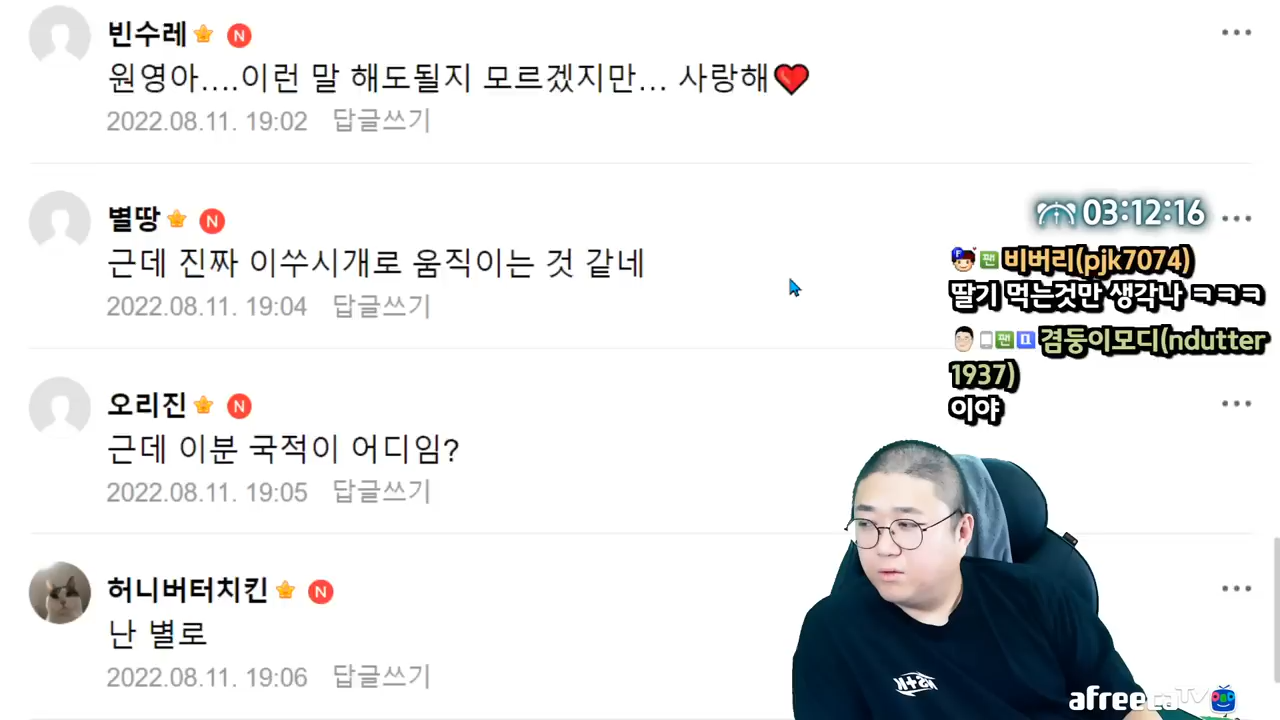 빈수레 N
원영아....이런 말 해도될지 모르겠지만... 사랑해❤
2022.08.11. 19:02 답글쓰기
별땅 N
근데 진짜 이쑤시개로 움직이는 것 같네
2022.08.11. 19:04 답글쓰기
03:12:16
팬 비버리(pjk7074)
딸기 먹는것만 생각나 ㅋㅋㅋ
팬 겸둥이모디(ndutter
1937)
이야
오리진 N
근데 이분 국적이 어디임?
2022.08.11. 19:05 답글쓰기
허니버터치킨 N
난 별로
2022.08.11. 19:06 답글쓰기
afreecaTV